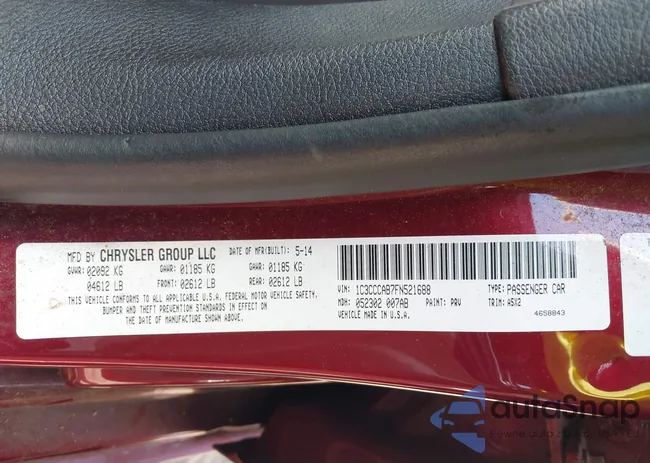 MFD BY CHRYSLER GROUP LLC DATE OF MFR(BUILT): 5-14
GVWR: 02092 KG GAWR: 01185 KG GAWR: 01185 KG
04612 LB FRONT: 02612 LB REAR: 02612 LB
THIS VEHICLE CONFORMS TO ALL APPLICABLE U.S.A. FEDERAL MOTOR VEHICLE SAFETY,
BUMPER AND THEFT PREVENTION STANDARDS IN EFFECT ON
THE DATE OF MANUFACTURE SHOWN ABOVE.
VIN: 1C3CCCAB7FN521688 TYPE: PASSENGER CAR
MDH: 052302 007AB PAINT: PRV TRIM: A5X2
VEHICLE MADE IN U.S.A. 46S8843
autoSnap
Pewne auto z